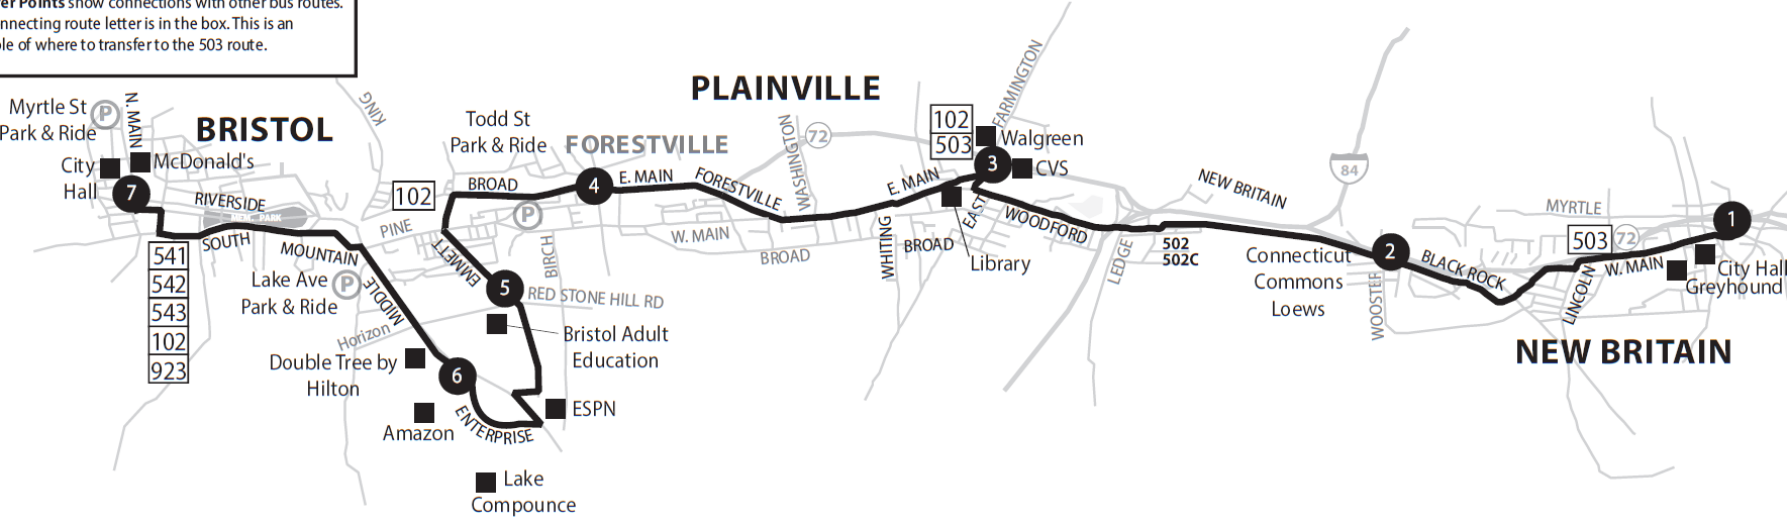 er Points show connections with other bus routes.
onnecting route letter is in the box. This is an
le of where to transfer to the 503 route.
PLAINVILLE
BRISTOL
FORESTVILLE
NEW BRITAIN
Myrtle St
Park & Ride
P
N. MAIN
KING
City
Hall
McDonald's
7
RIVERSIDE
SOUTH
MOUNTAIN
PINE
541
542
543
102
923
Lake Ave
Park & Ride
P
MIDDLE
Horizon
Double Tree by
Hilton
6
Amazon
ENTERPRISE
Lake
Compounce
ESPN
Todd St
Park & Ride
102
BROAD
P
EMMETT
BIRCH
5
RED STONE HILL RD
Bristol Adult
Education
4
E. MAIN
FORESTVILLE
W. MAIN
BROAD
WASHINGTON
72
E. MAIN
WHITING
BROAD
EAST
Library
102
503
FARMINGTON
Walgreen
3
CVS
WOODFORD
LEDGE
502
502C
NEW BRITAIN
84
Connecticut
Commons
Loews
2
WOOSTER
BLACK ROCK
MYRTLE
503
72
W. MAIN
LINCOLN
1
City Hall
Greyhound